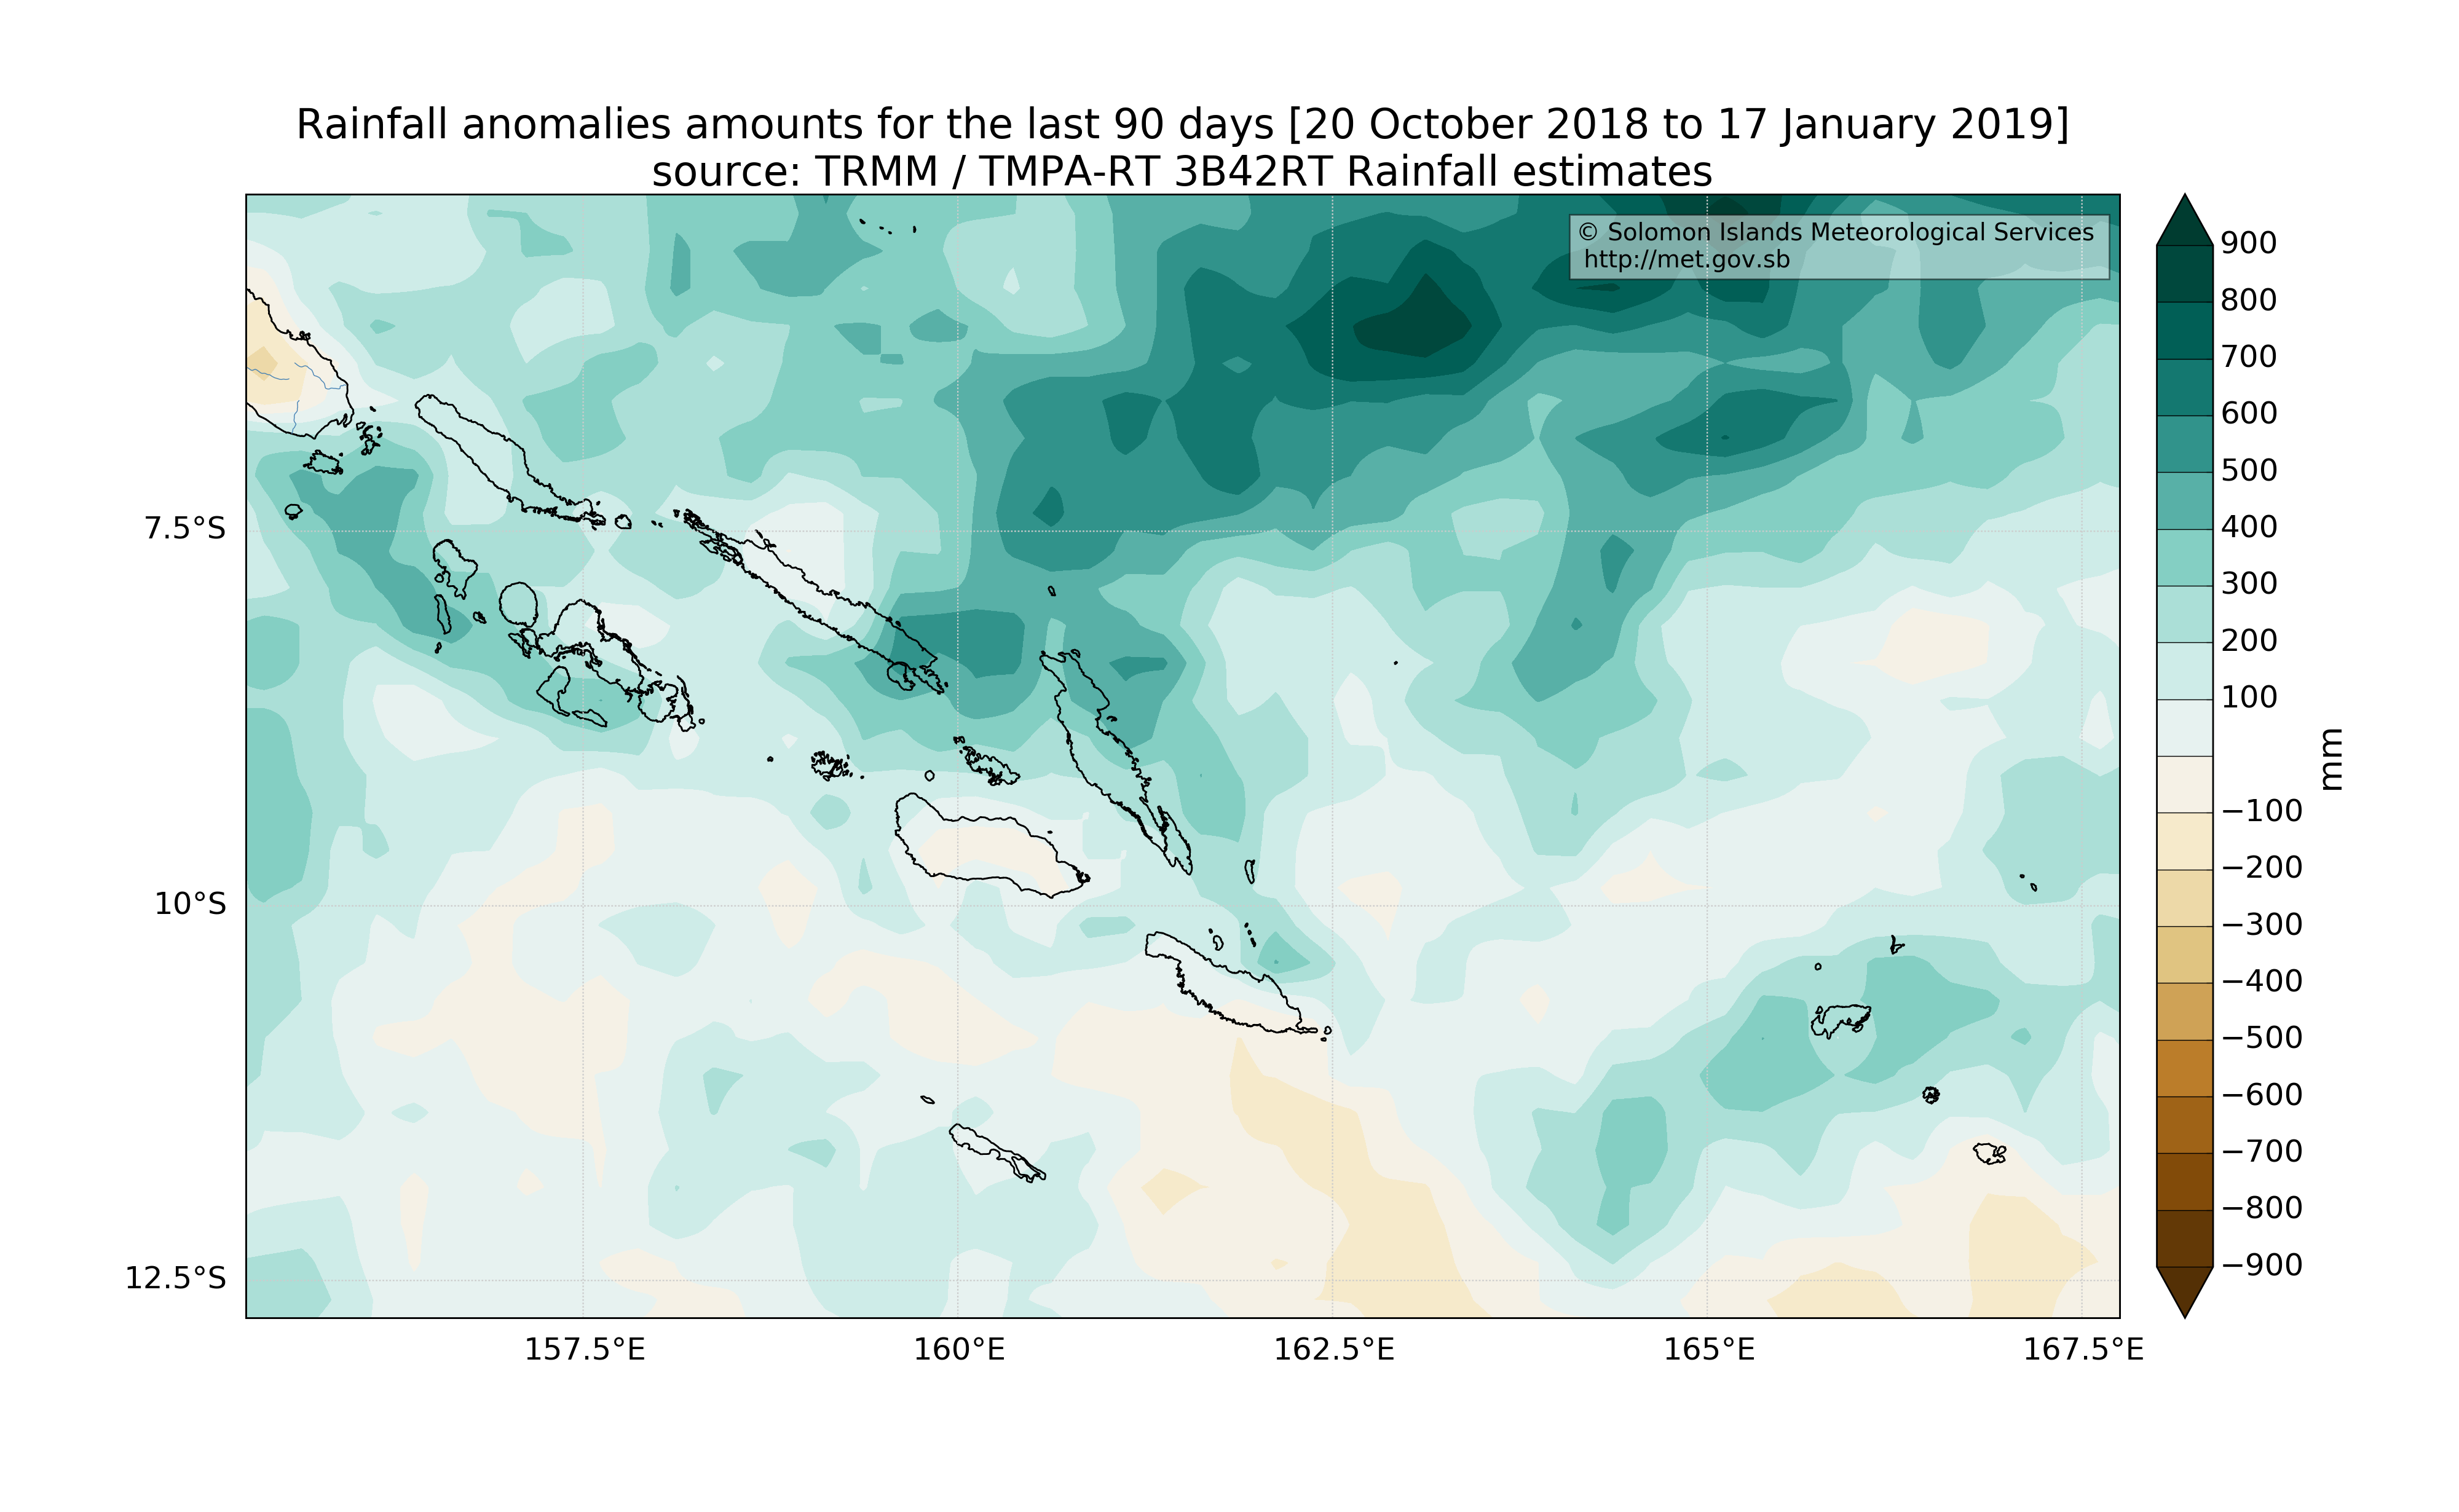 Rainfall anomalies amounts for the last 90 days [20 October 2018 to 17 January 2019]
source: TRMM / TMPA-RT 3B42RT Rainfall estimates
© Solomon Islands Meteorological Services
http://met.gov.sb
7.5°S
10°S
12.5°S
157.5°E
160°E
162.5°E
165°E
167.5°E
900
800
700
600
500
400
300
200
100
−100
−200
−300
−400
−500
−600
−700
−800
−900
mm